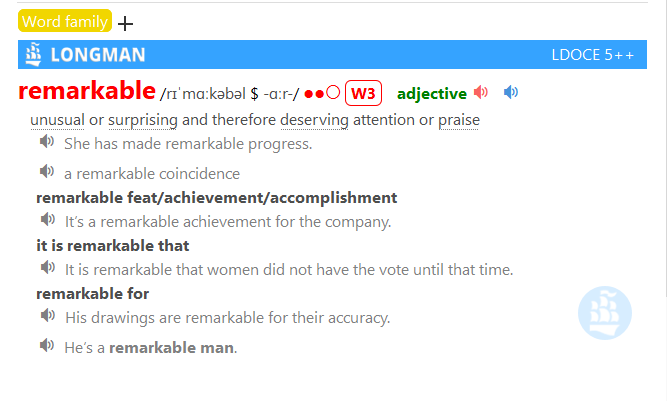 Word family +
LONGMAN LDOCE 5++
remarkable /rɪˈmɑːkəbəl $ -ɑːr-/ ●●○ W3 adjective
unusual or surprising and therefore deserving attention or praise
She has made remarkable progress.
a remarkable coincidence
remarkable feat/achievement/accomplishment
It’s a remarkable achievement for the company.
it is remarkable that
It is remarkable that women did not have the vote until that time.
remarkable for
His drawings are remarkable for their accuracy.
He’s a remarkable man.